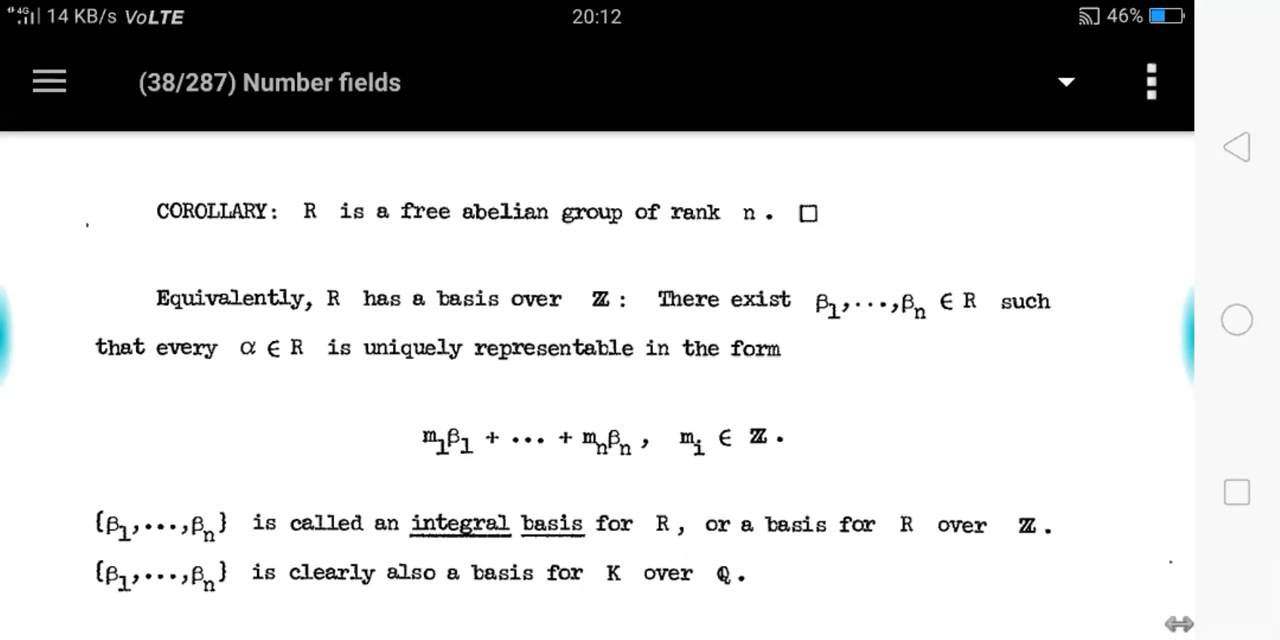 4G 14 KB/s VoLTE 20:12 46%
(38/287) Number fields
COROLLARY: R is a free abelian group of rank n. □
Equivalently, R has a basis over ℤ: There exist β₁,...,βₙ ∈ R such
that every α ∈ R is uniquely representable in the form
m₁β₁ + ... + mₙβₙ, mᵢ ∈ ℤ.
{β₁,...,βₙ} is called an integral basis for R, or a basis for R over ℤ.
{β₁,...,βₙ} is clearly also a basis for K over ℚ.